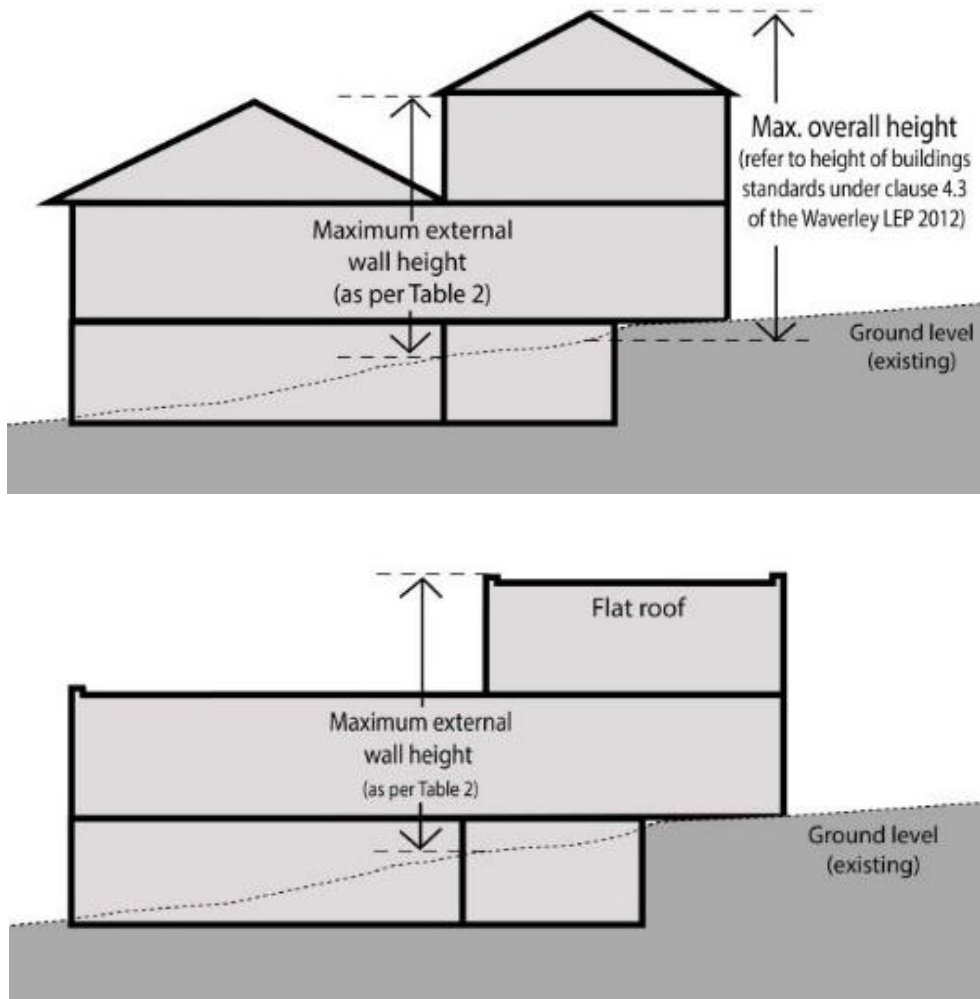 Max. overall height
(refer to height of buildings
standards under clause 4.3
of the Waverley LEP 2012)
Maximum external
wall height
(as per Table 2)
Ground level
(existing)
Flat roof
Maximum external
wall height
(as per Table 2)
Ground level
(existing)